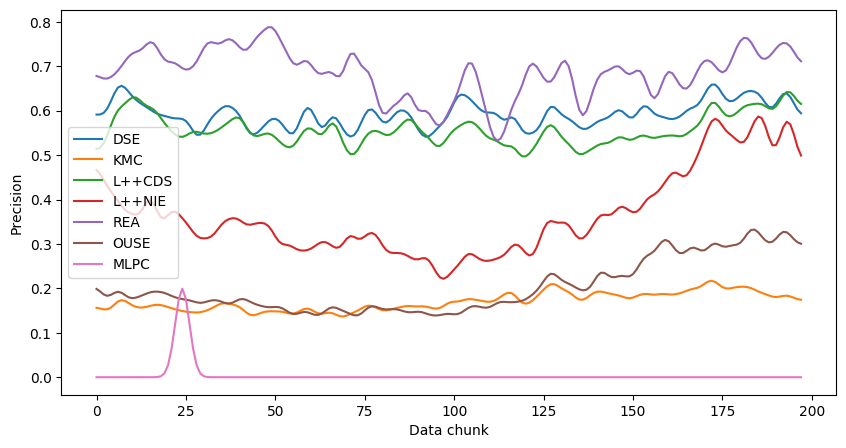 0.8
0.7
0.6
0.5
0.4
0.3
0.2
0.1
0.0
Precision
DSE
KMC
L++CDS
L++NIE
REA
OUSE
MLPC
0 25 50 75 100 125 150 175 200
Data chunk